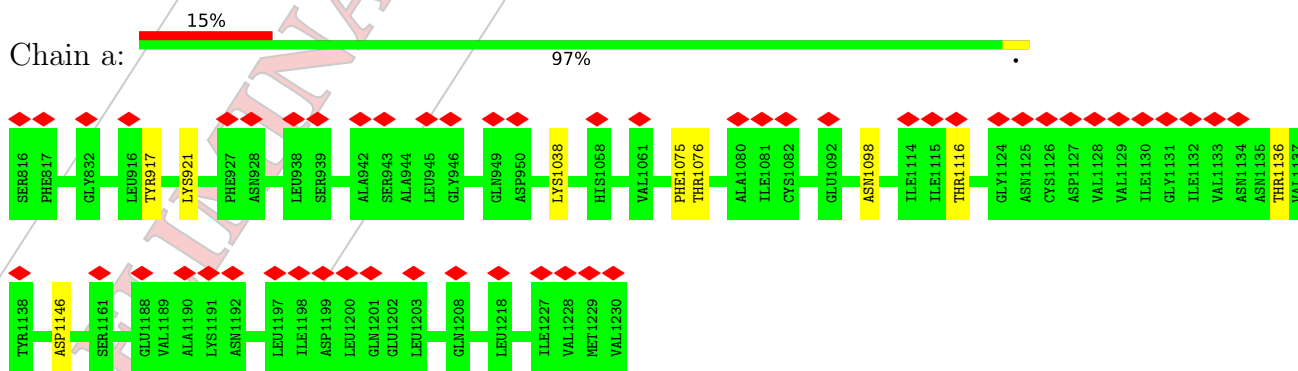 15%
Chain a:
97%
•
SER816 PHE817 GLY832 LEU916 TYR917 LYS921 PHE927 ASN928 LEU938 SER939 ALA942 SER943 ALA944 LEU945 GLY946 GLN949 ASP950 LYS1038 HIS1058 VAL1061 PHE1075 THR1076 ALA1080 ILE1081 CYS1082 GLU1092 ASN1098 ILE1114 ILE1115 THR1116 GLY1124 ASN1125 CYS1126 ASP1127 VAL1128 VAL1129 ILE1130 GLY1131 ILE1132 VAL1133 ASN1134 ASN1135 THR1136 VAL1137
TYR1138 ASP1146 SER1161 GLU1188 VAL1189 ALA1190 LYS1191 ASN1192 LEU1197 ILE1198 ASP1199 LEU1200 GLN1201 GLU1202 LEU1203 GLN1208 LEU1218 ILE1227 VAL1228 MET1229 VAL1230